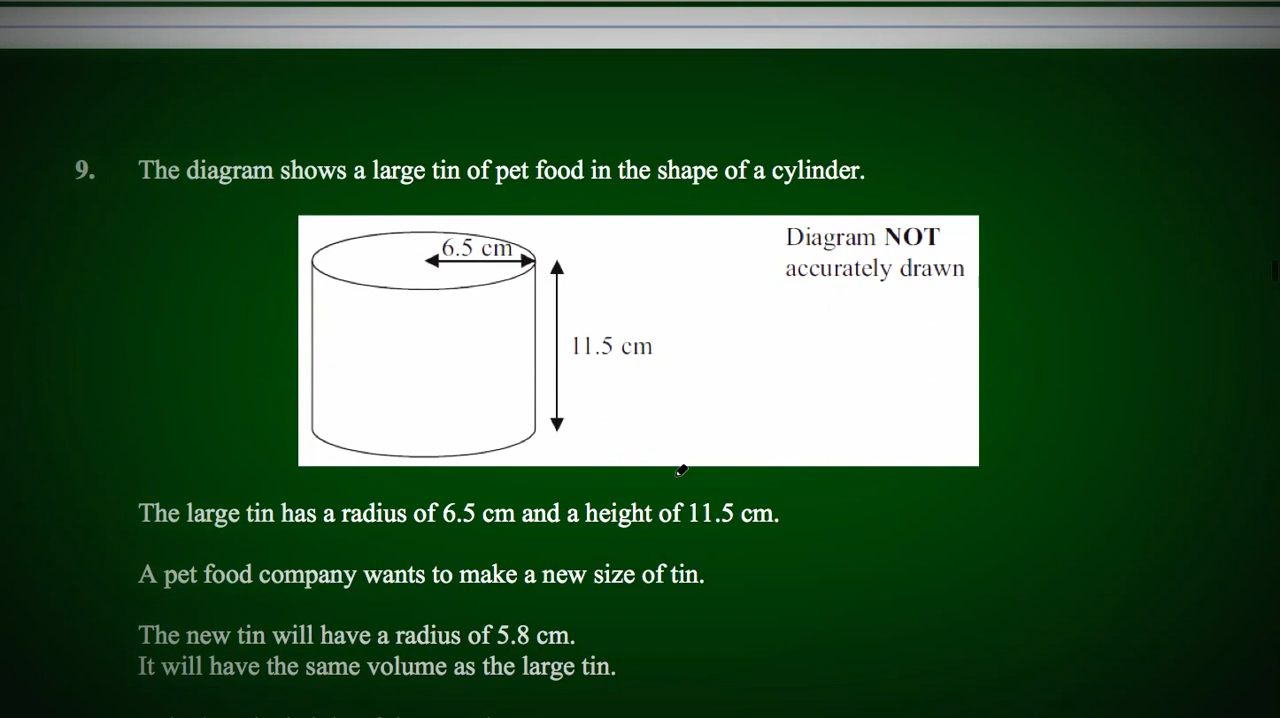 9. The diagram shows a large tin of pet food in the shape of a cylinder.
6.5 cm
Diagram NOT
accurately drawn
11.5 cm
The large tin has a radius of 6.5 cm and a height of 11.5 cm.
A pet food company wants to make a new size of tin.
The new tin will have a radius of 5.8 cm.
It will have the same volume as the large tin.